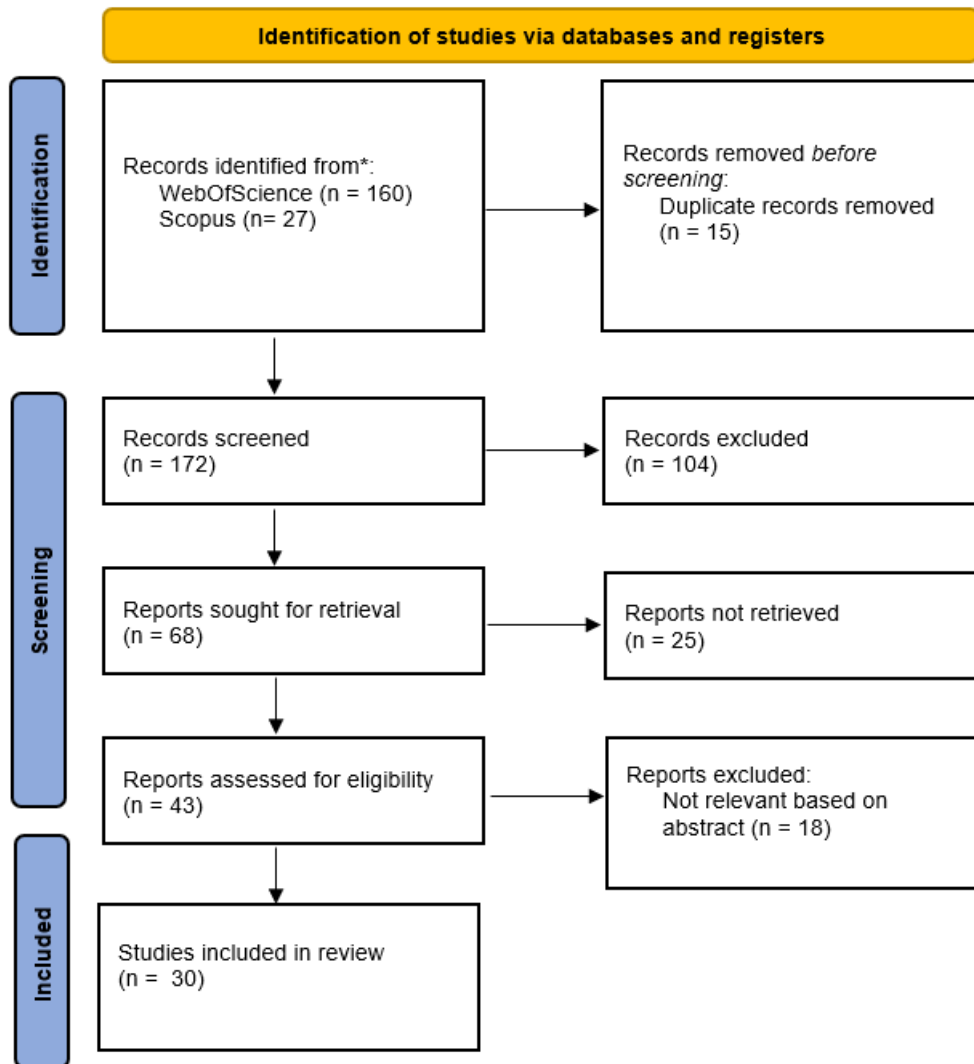 Identification of studies via databases and registers
Identification
Records identified from*:
WebOfScience (n = 160)
Scopus (n= 27)
Records removed before
screening:
Duplicate records removed
(n = 15)
Screening
Records screened
(n = 172)
Records excluded
(n = 104)
Reports sought for retrieval
(n = 68)
Reports not retrieved
(n = 25)
Reports assessed for eligibility
(n = 43)
Reports excluded:
Not relevant based on
abstract (n = 18)
Included
Studies included in review
(n = 30)